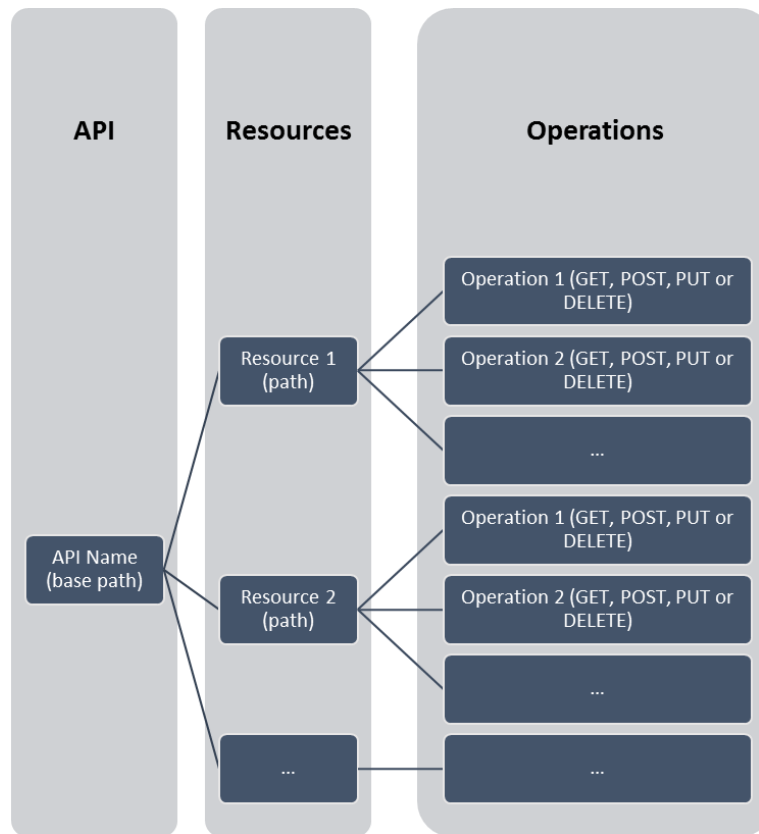 API
Resources
Operations
Operation 1 (GET, POST, PUT or
DELETE)
Resource 1
(path)
Operation 2 (GET, POST, PUT or
DELETE)
...
Operation 1 (GET, POST, PUT or
DELETE)
API Name
(base path)
Resource 2
(path)
Operation 2 (GET, POST, PUT or
DELETE)
...
...
...